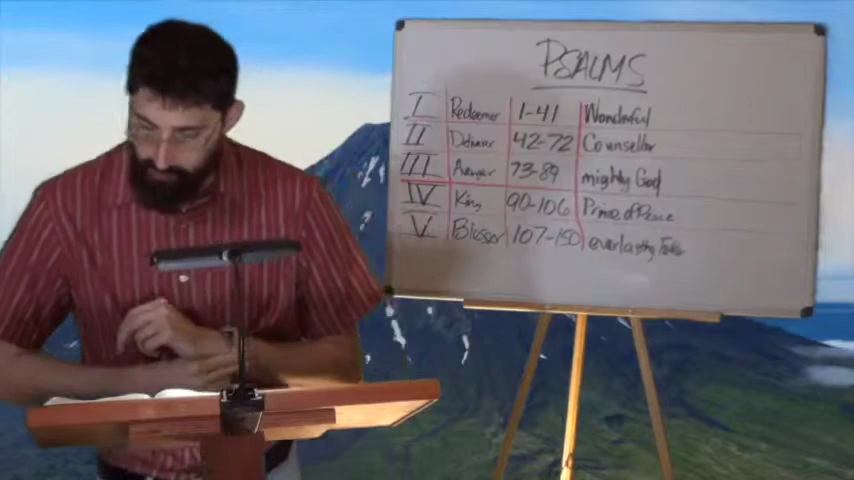 PSALMS
I Redeemer 1-41 Wonderful
II Deliverer 42-72 Counsellor
III Avenger 73-89 mighty God
IV King 90-106 Prince of Peace
V Blesser 107-150 everlasting Father